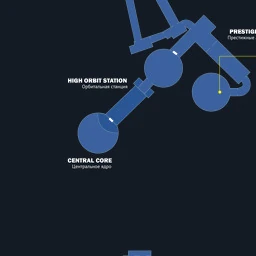 PRESTIG
Престижные
HIGH ORBIT STATION
Орбитальная станция
CENTRAL CORE
Центральное ядро